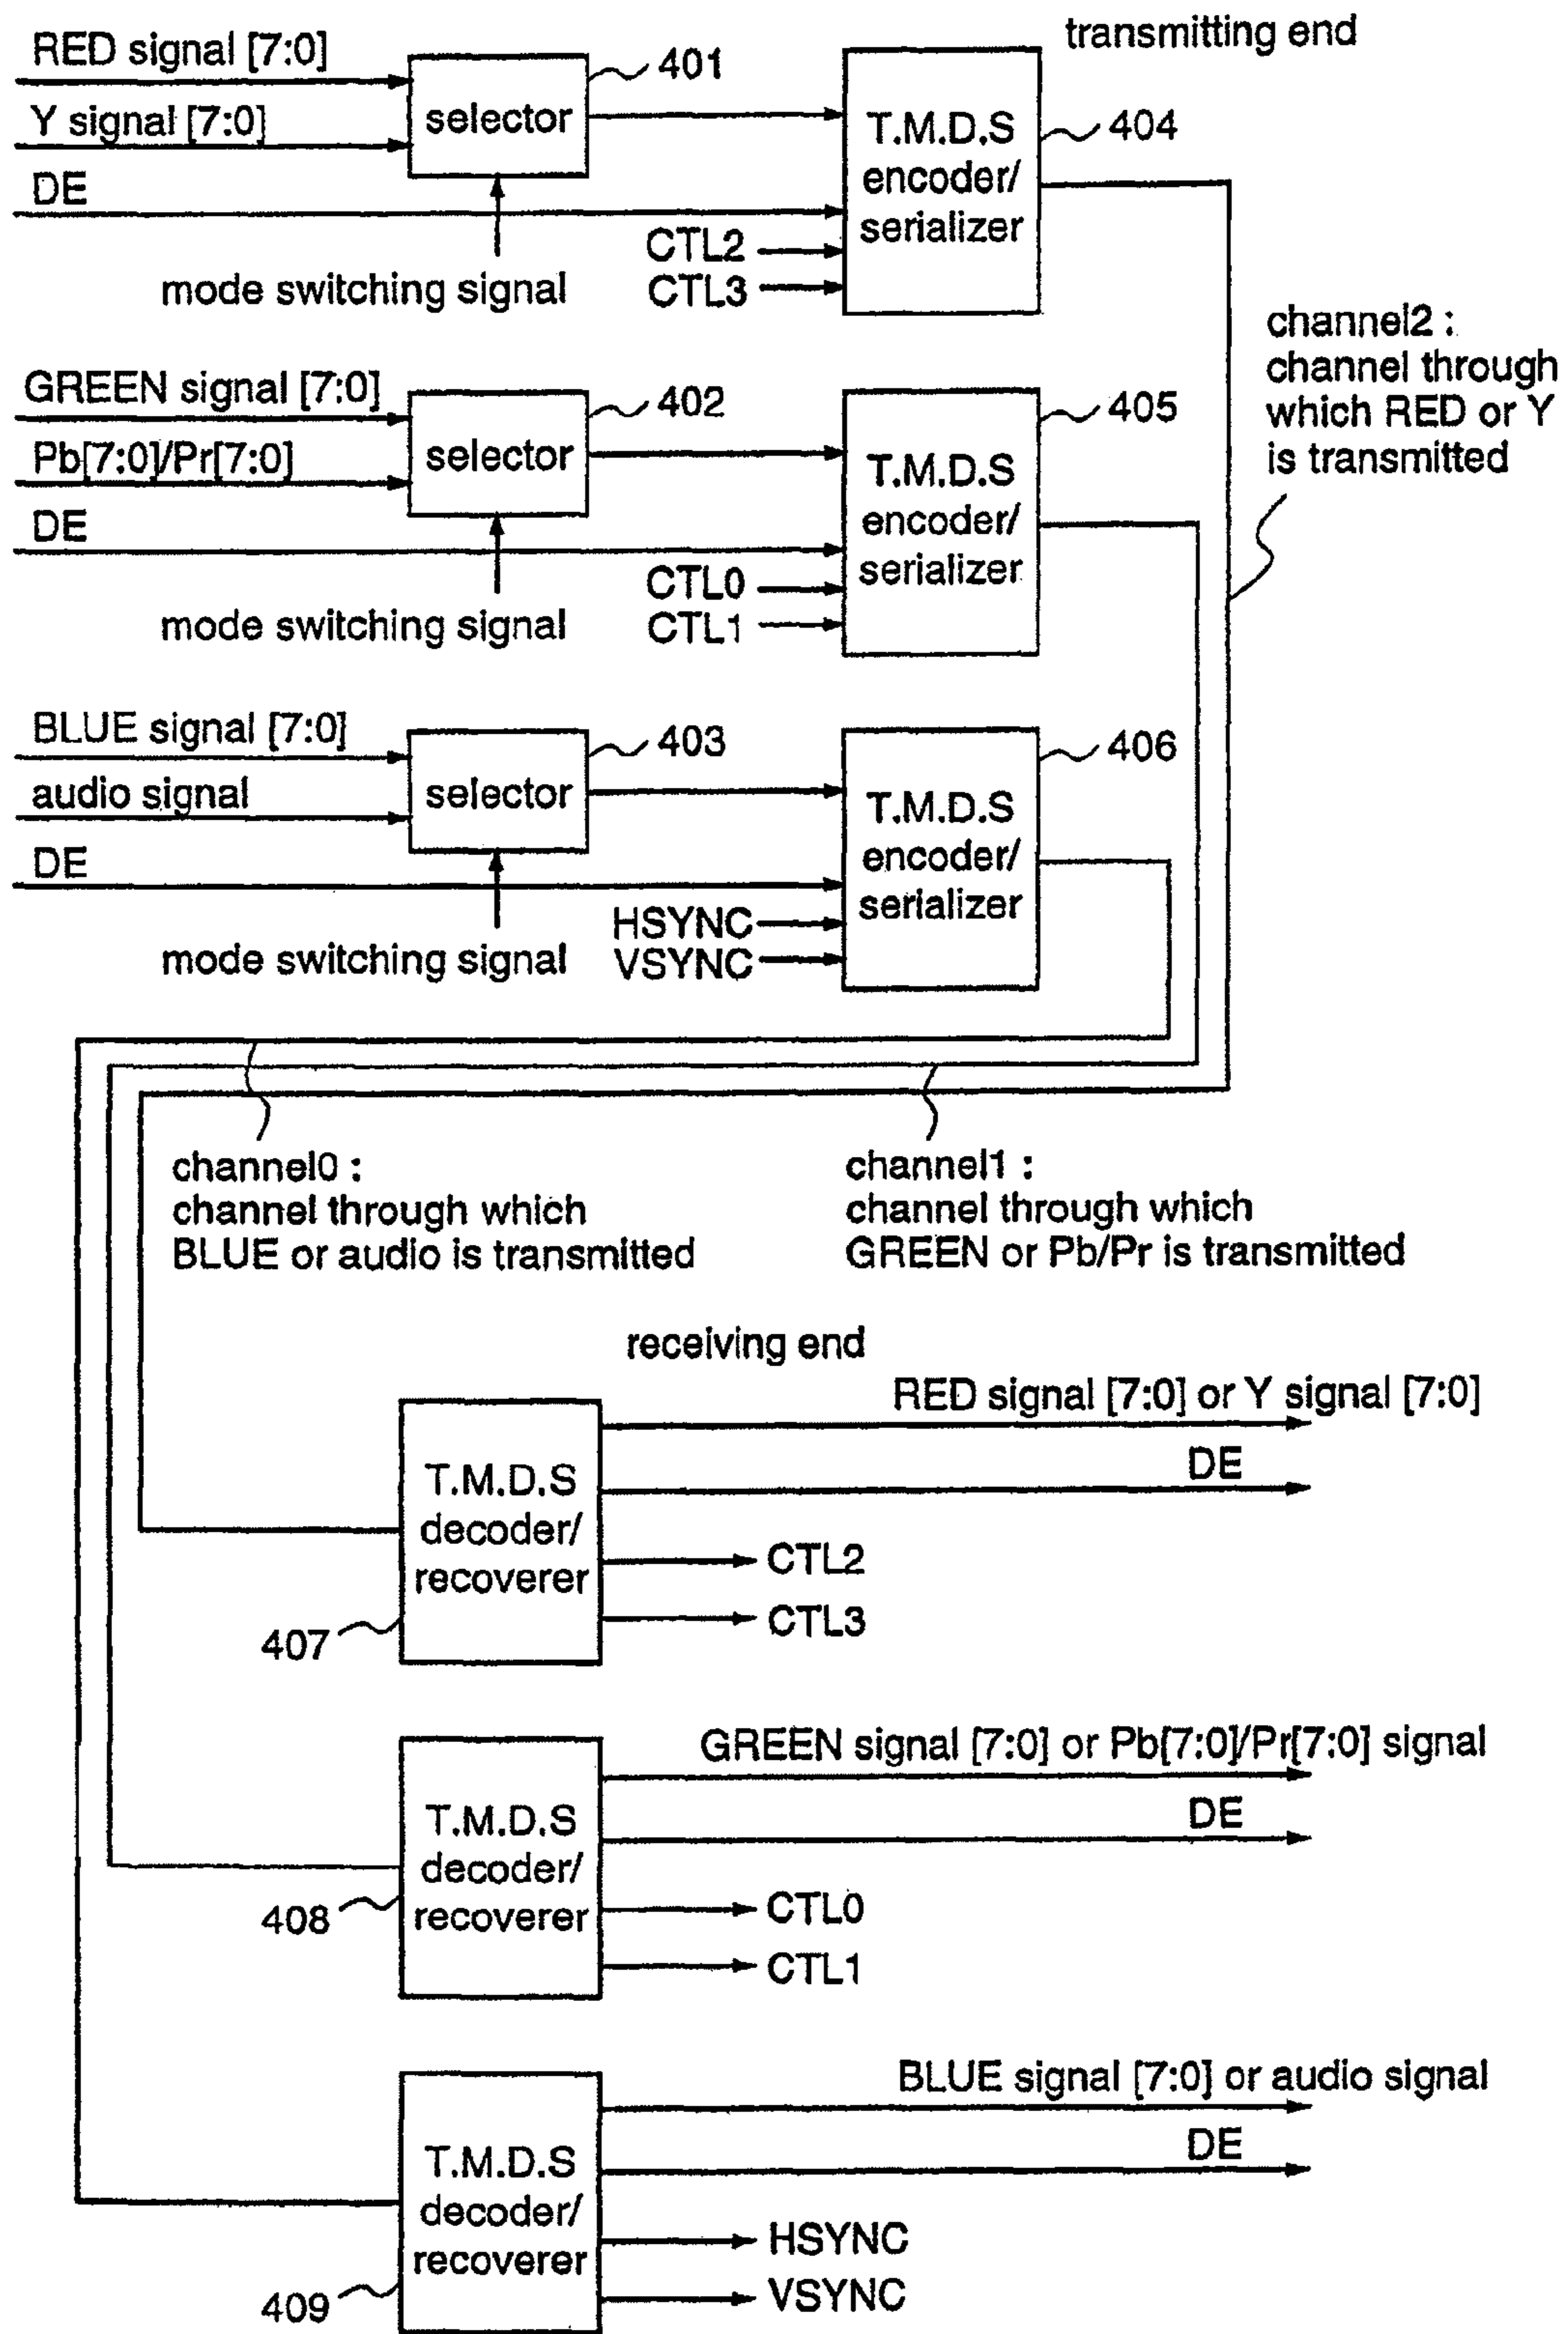 transmitting end
RED signal [7:0]
Y signal [7:0]
DE
selector
401
mode switching signal
CTL2
CTL3
T.M.D.S
encoder/
serializer
404
channel2 :
channel through
which RED or Y
is transmitted
GREEN signal [7:0]
Pb[7:0]/Pr[7:0]
DE
selector
402
mode switching signal
CTL0
CTL1
T.M.D.S
encoder/
serializer
405
BLUE signal [7:0]
audio signal
DE
selector
403
mode switching signal
HSYNC
VSYNC
T.M.D.S
encoder/
serializer
406
channel0 :
channel through which
BLUE or audio is transmitted
channel1 :
channel through which
GREEN or Pb/Pr is transmitted
receiving end
T.M.D.S
decoder/
recoverer
407
RED signal [7:0] or Y signal [7:0]
DE
CTL2
CTL3
T.M.D.S
decoder/
recoverer
408
GREEN signal [7:0] or Pb[7:0]/Pr[7:0] signal
DE
CTL0
CTL1
T.M.D.S
decoder/
recoverer
409
BLUE signal [7:0] or audio signal
DE
HSYNC
VSYNC